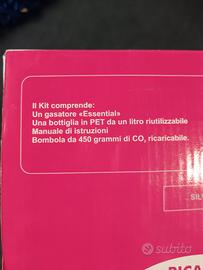 Il Kit comprende:
Un gasatore «Essential»
Una bottiglia in PET da un litro riutilizzabile
Manuale di istruzioni
Bombola da 450 grammi di CO, ricaricabile.
subito